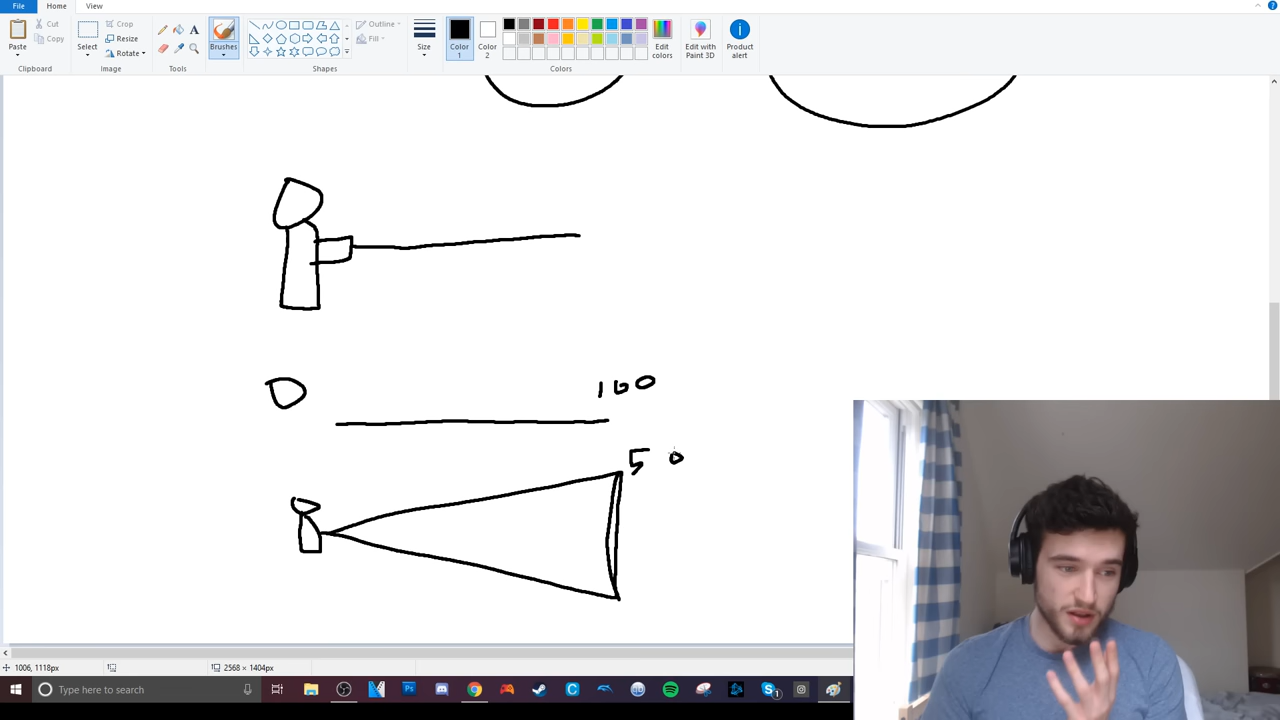 File
Home
View
Paste
Cut
Copy
Clipboard
Select
Crop
Resize
Rotate
Image
Tools
Brushes
Shapes
Outline
Fill
Size
Color 1
Color 2
Edit colors
Edit with Paint 3D
Product alert
Colors
100
50
1006, 1118px
2568 × 1404px
Type here to search